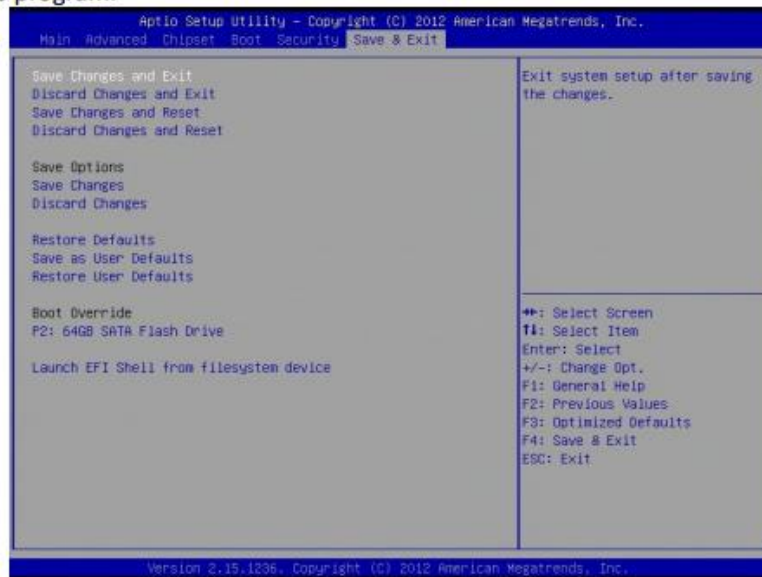 program.
Aptio Setup Utility – Copyright (C) 2012 American Megatrends, Inc.
Main Advanced Chipset Boot Security Save & Exit
Save Changes and Exit
Discard Changes and Exit
Save Changes and Reset
Discard Changes and Reset
Save Options
Save Changes
Discard Changes
Restore Defaults
Save as User Defaults
Restore User Defaults
Boot Override
P2: 64GB SATA Flash Drive
Launch EFI Shell from filesystem device
Exit system setup after saving
the changes.
↔: Select Screen
↑↓: Select Item
Enter: Select
+/-: Change Opt.
F1: General Help
F2: Previous Values
F3: Optimized Defaults
F4: Save & Exit
ESC: Exit
Version 2.15.1236. Copyright (C) 2012 American Megatrends, Inc.